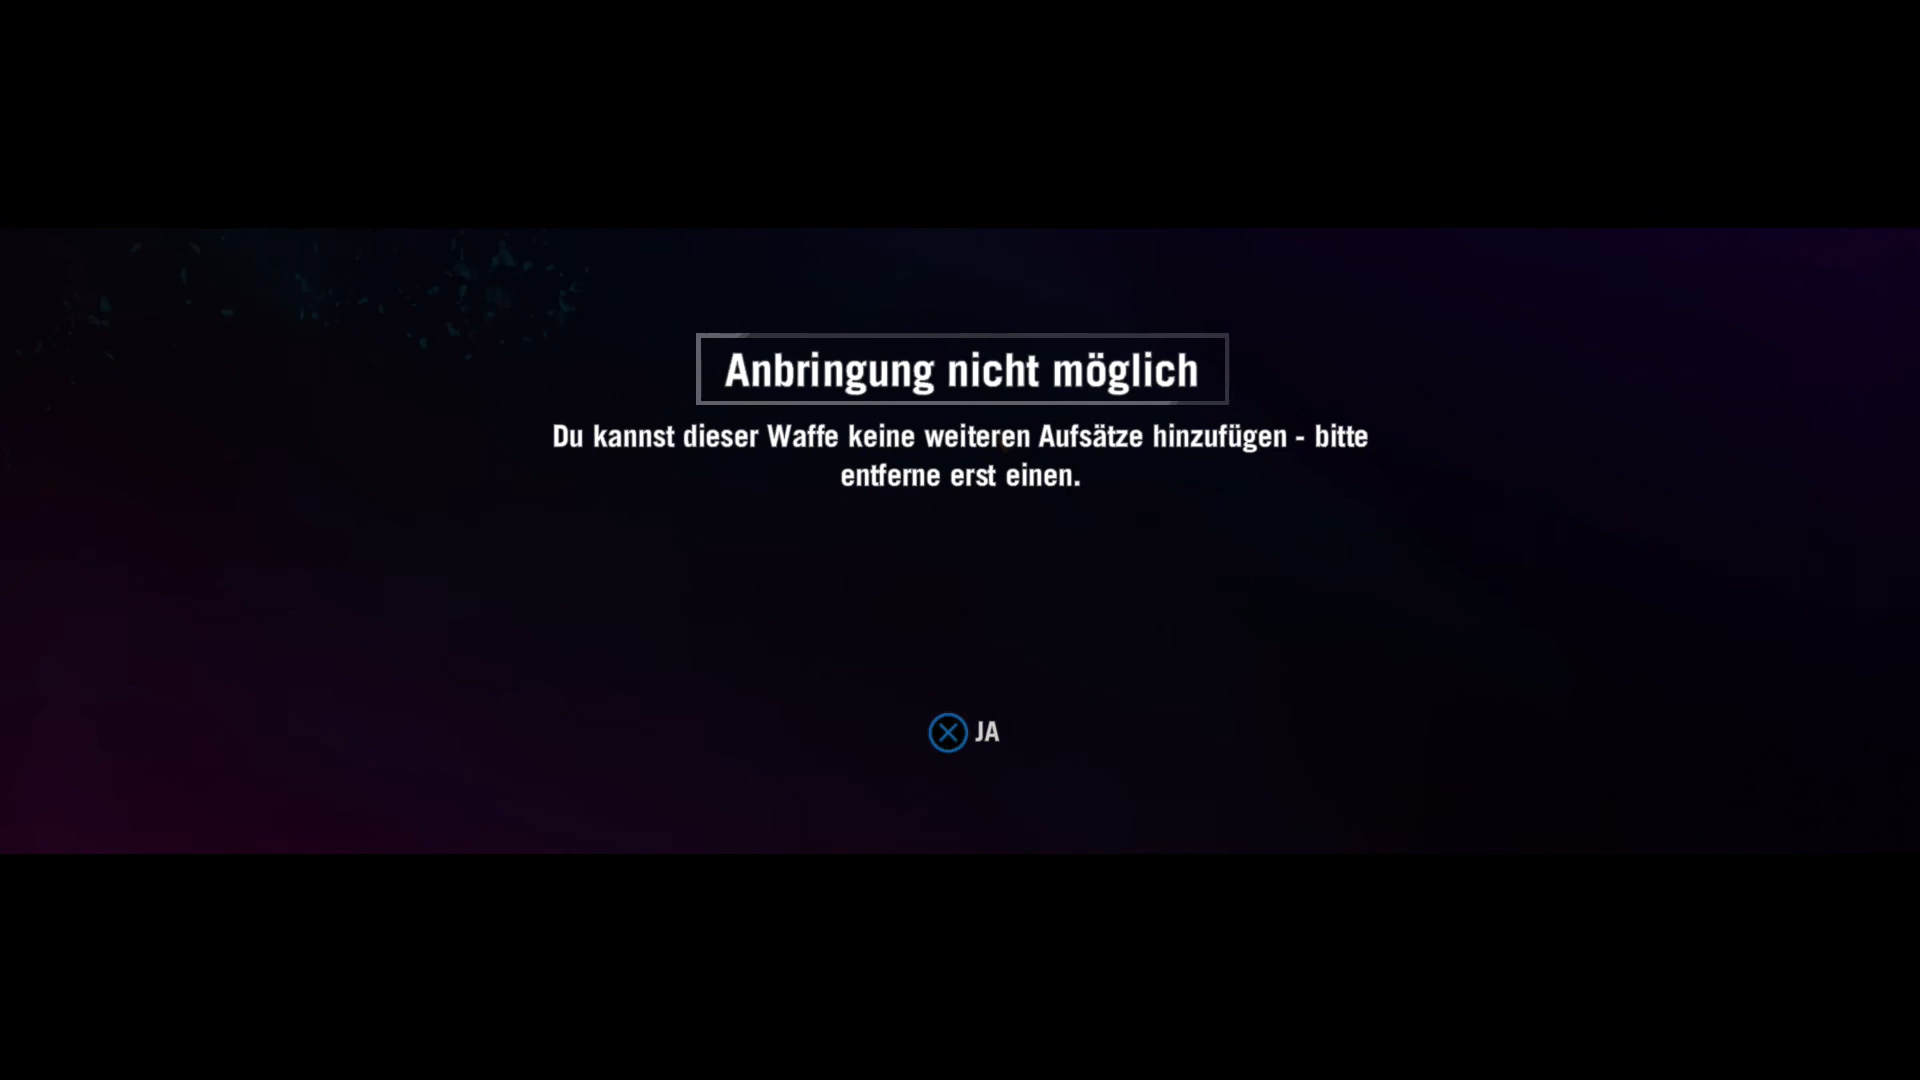 Anbringung nicht möglich
Du kannst dieser Waffe keine weiteren Aufsätze hinzufügen - bitte
entferne erst einen.
JA